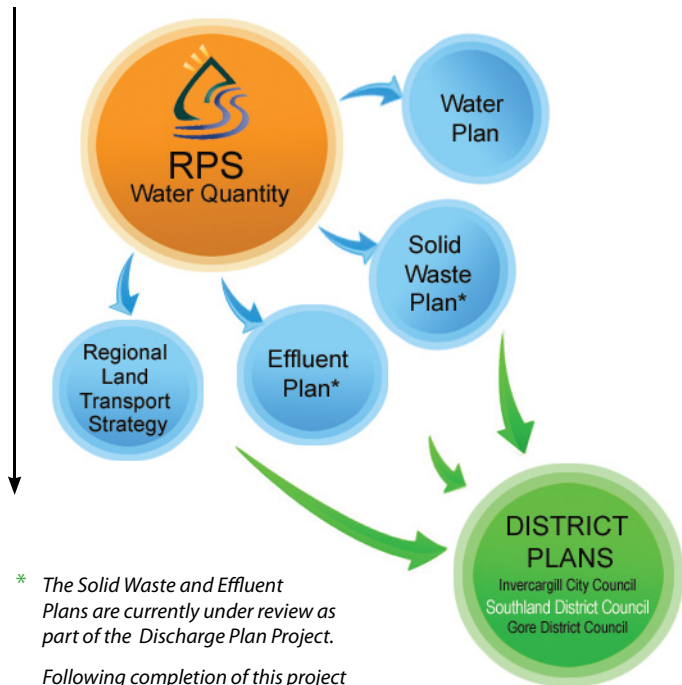 RPS
Water Quantity
Water
Plan
Solid
Waste
Plan*
Effluent
Plan*
Regional
Land
Transport
Strategy
DISTRICT
PLANS
Invercargill City Council
Southland District Council
Gore District Council
* The Solid Waste and Effluent
Plans are currently under review as
part of the Discharge Plan Project.
Following completion of this project